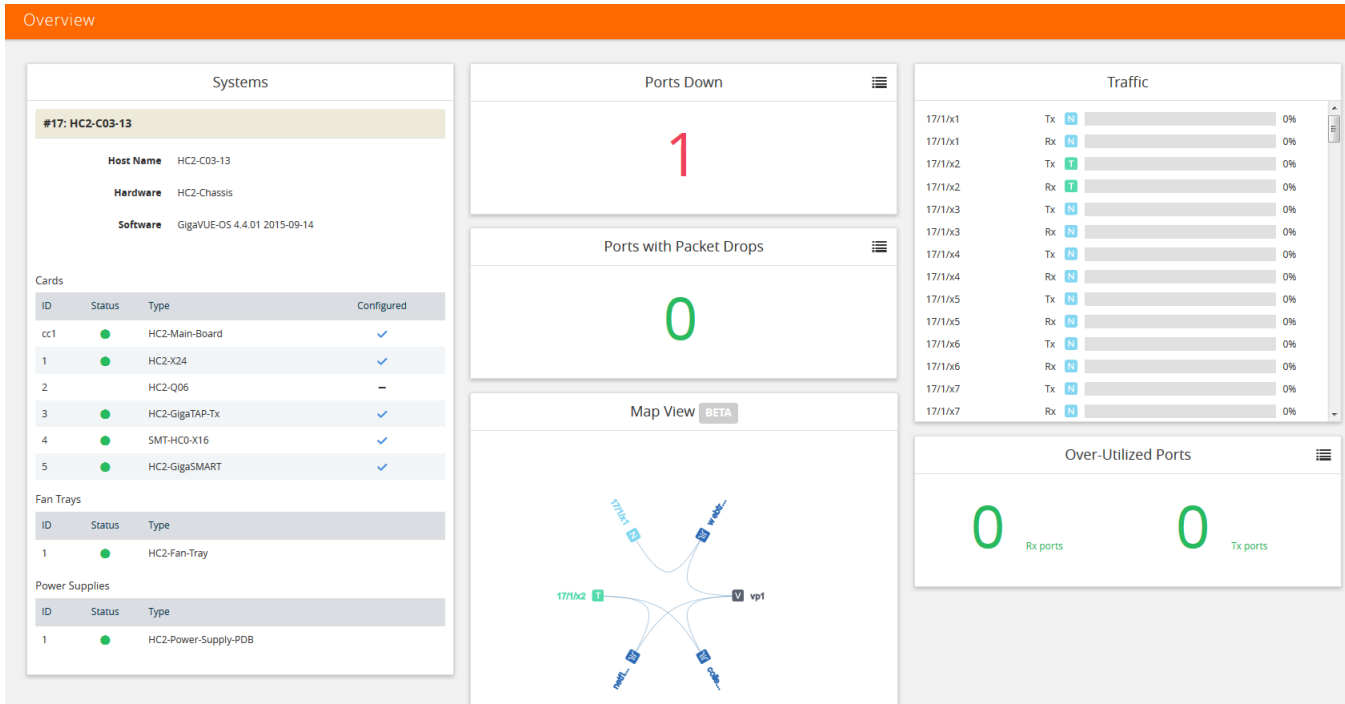 Overview
Systems
#17: HC2-C03-13
Host Name HC2-C03-13
Hardware HC2-Chassis
Software GigaVUE-OS 4.4.01 2015-09-14
Cards
ID Status Type Configured
cc1 HC2-Main-Board
1 HC2-X24
2 HC2-Q06 –
3 HC2-GigaTAP-Tx
4 SMT-HC0-X16
5 HC2-GigaSMART
Fan Trays
ID Status Type
1 HC2-Fan-Tray
Power Supplies
ID Status Type
1 HC2-Power-Supply-PDB
Ports Down
1
Ports with Packet Drops
0
Map View BETA
17/1/x1 N
webtr...
17/1/x2 T
V vp1
netfl...
colle...
Traffic
17/1/x1 Tx N 0%
17/1/x1 Rx N 0%
17/1/x2 Tx T 0%
17/1/x2 Rx T 0%
17/1/x3 Tx N 0%
17/1/x3 Rx N 0%
17/1/x4 Tx N 0%
17/1/x4 Rx N 0%
17/1/x5 Tx N 0%
17/1/x5 Rx N 0%
17/1/x6 Tx N 0%
17/1/x6 Rx N 0%
17/1/x7 Tx N 0%
17/1/x7 Rx N 0%
Over-Utilized Ports
0 Rx ports 0 Tx ports